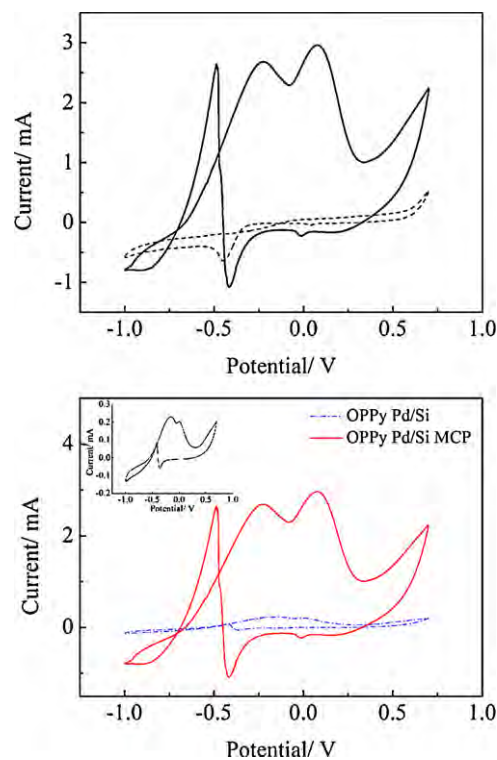 3
2
1
0
-1
Current/ mA
-1.0 -0.5 0.0 0.5 1.0
Potential/ V
4
2
0
Current/ mA
0.3
0.2
0.1
0.0
-0.1
-0.2
Current/ mA
-1.0 -0.5 0.0 0.5 1.0
Potential/ V
OPPy Pd/Si
OPPy Pd/Si MCP
-1.0 -0.5 0.0 0.5 1.0
Potential/ V